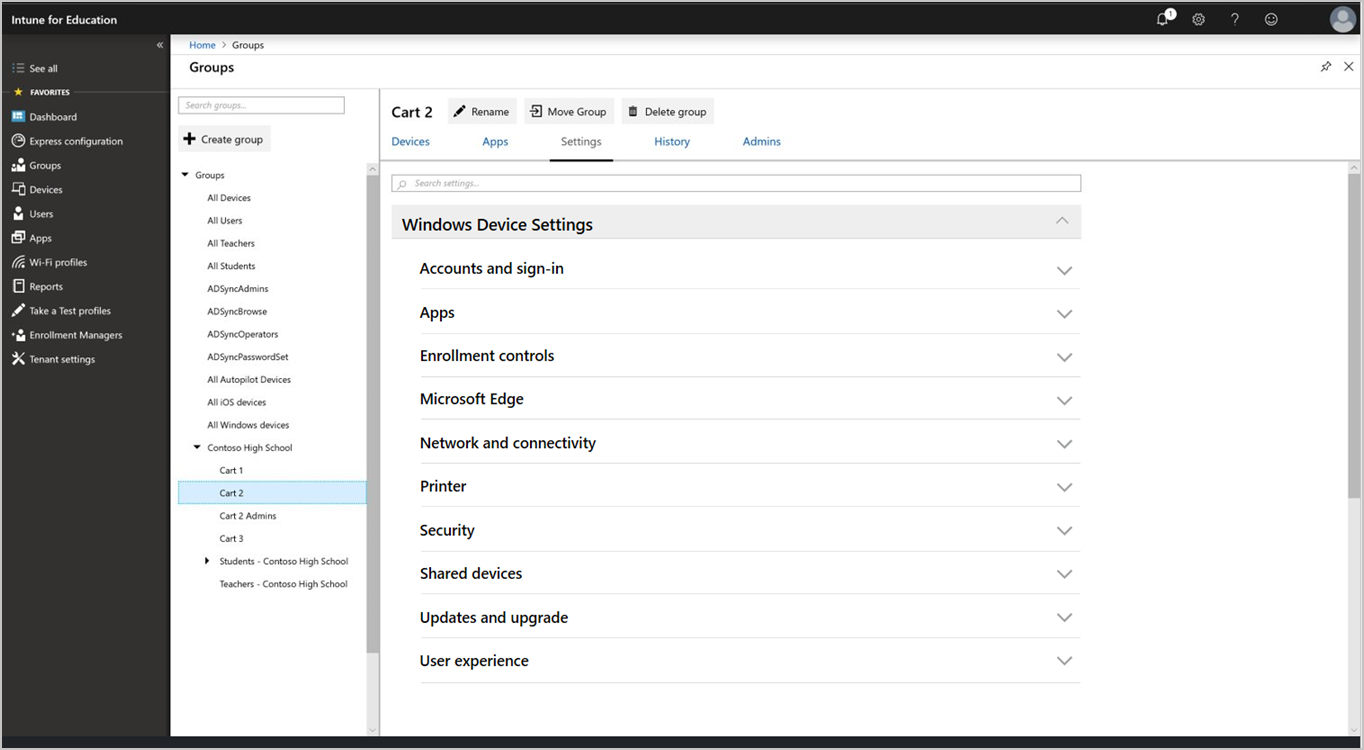 Intune for Education
1
?
«
See all
FAVORITES
Dashboard
Express configuration
Groups
Devices
Users
Apps
Wi-Fi profiles
Reports
Take a Test profiles
Enrollment Managers
Tenant settings
Home > Groups
Groups
Search groups...
Create group
Groups
All Devices
All Users
All Teachers
All Students
ADSyncAdmins
ADSyncBrowse
ADSyncOperators
ADSyncPasswordSet
All Autopilot Devices
All iOS devices
All Windows devices
Contoso High School
Cart 1
Cart 2
Cart 2 Admins
Cart 3
Students - Contoso High School
Teachers - Contoso High School
Cart 2 Rename Move Group Delete group
Devices Apps Settings History Admins
Search settings...
Windows Device Settings
Accounts and sign-in
Apps
Enrollment controls
Microsoft Edge
Network and connectivity
Printer
Security
Shared devices
Updates and upgrade
User experience